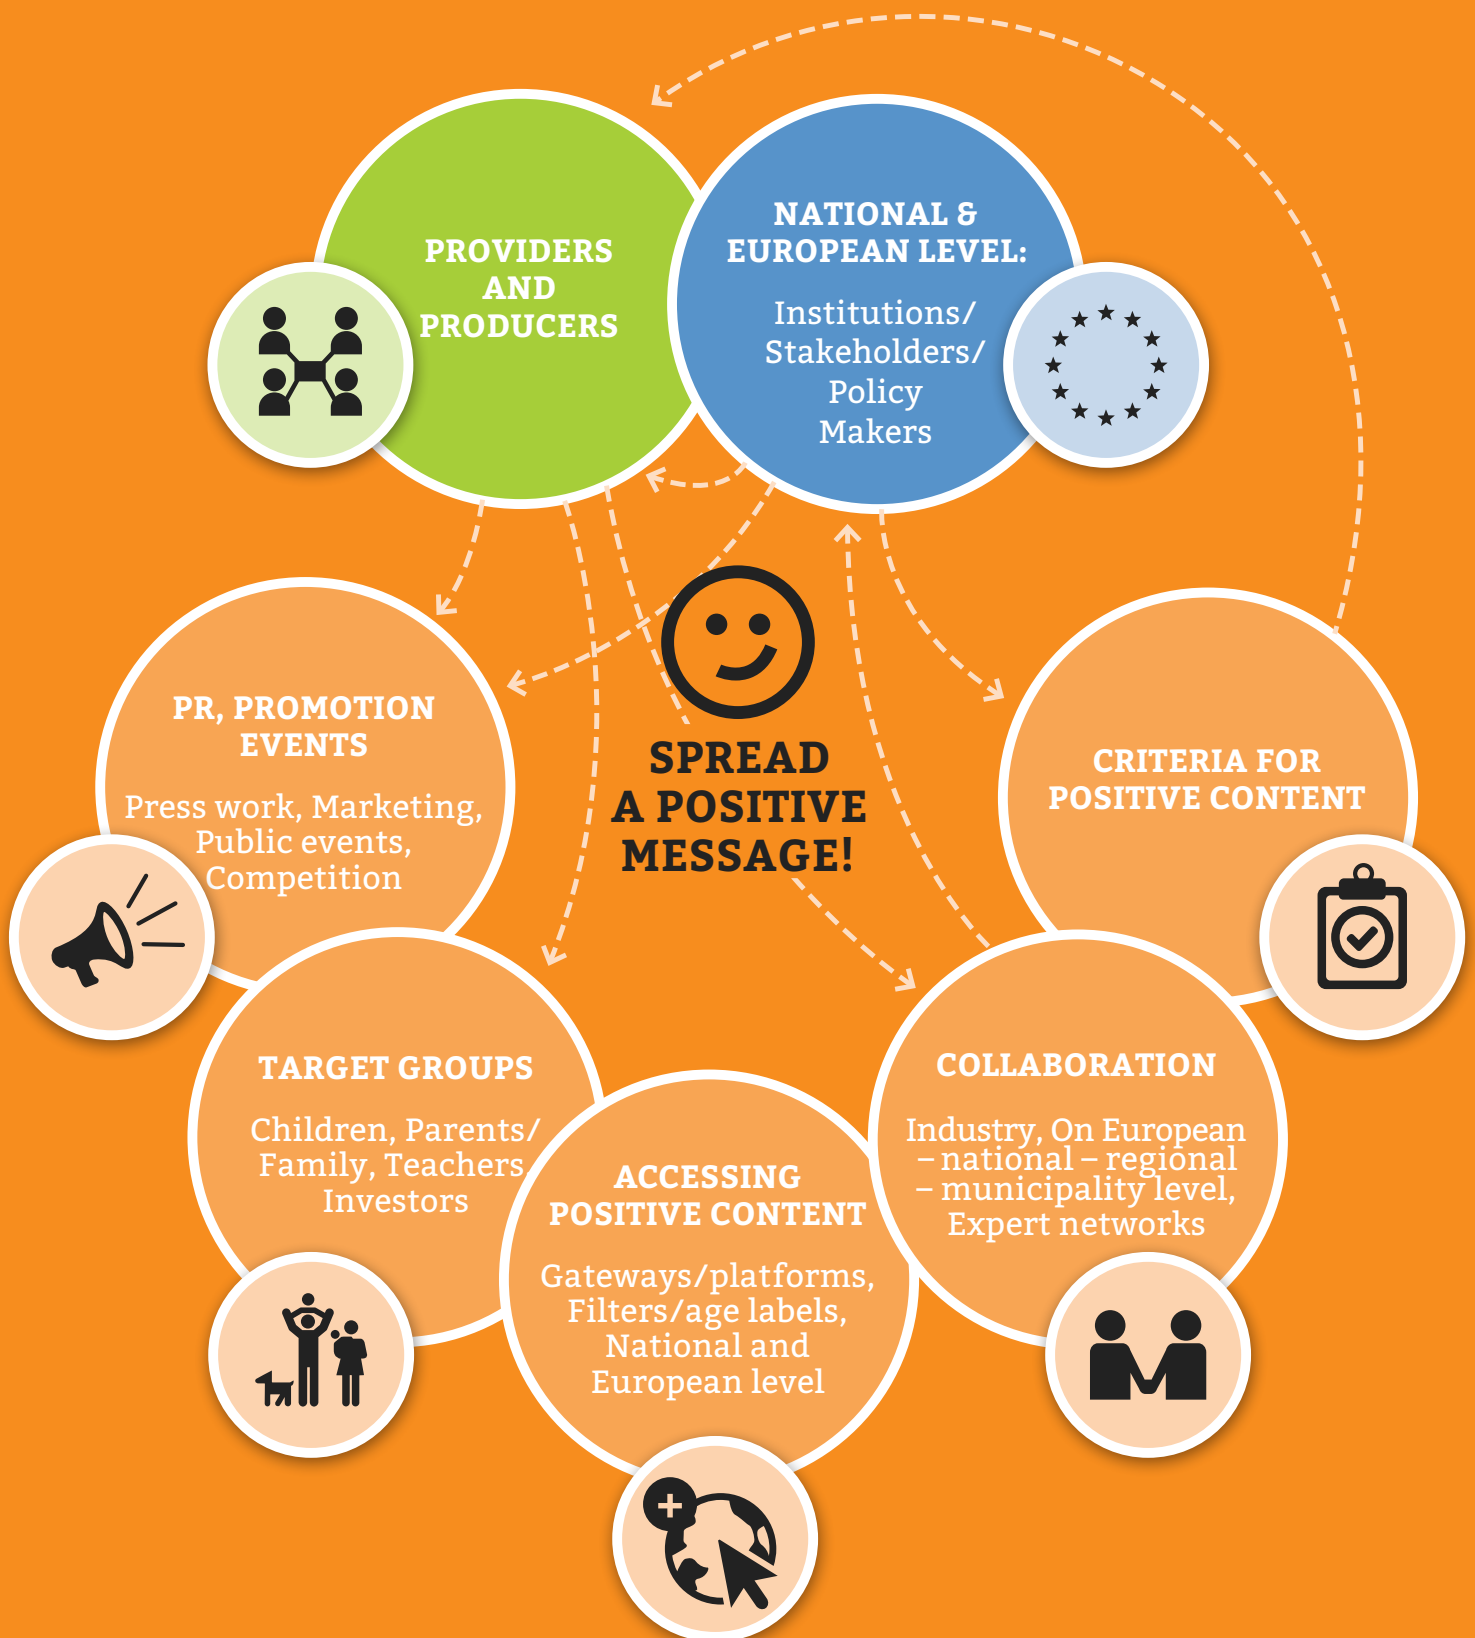 PROVIDERS
AND
PRODUCERS
NATIONAL &
EUROPEAN LEVEL:
Institutions/
Stakeholders/
Policy
Makers
PR, PROMOTION
EVENTS
Press work, Marketing,
Public events,
Competition
SPREAD
A POSITIVE
MESSAGE!
CRITERIA FOR
POSITIVE CONTENT
TARGET GROUPS
Children, Parents/
Family, Teachers,
Investors
ACCESSING
POSITIVE CONTENT
Gateways/platforms,
Filters/age labels,
National and
European level
COLLABORATION
Industry, On European
– national – regional
– municipality level,
Expert networks